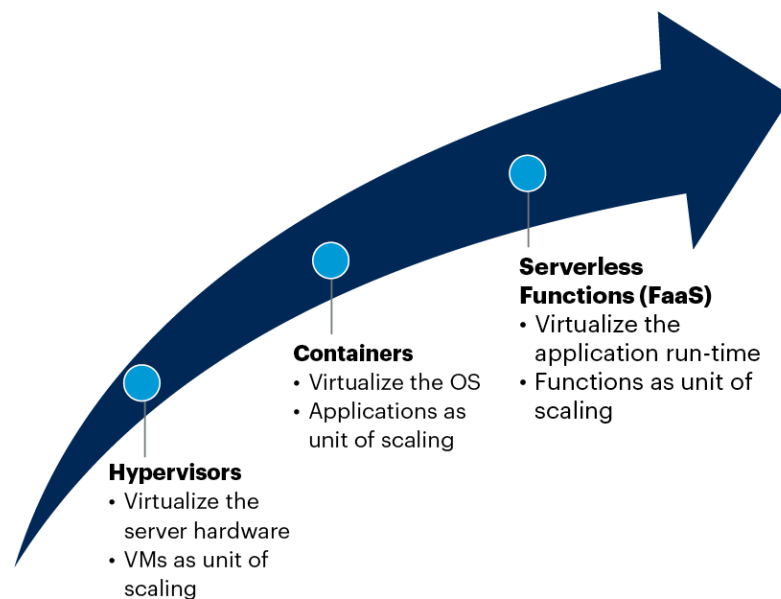 Hypervisors
• Virtualize the
server hardware
• VMs as unit of
scaling
Containers
• Virtualize the OS
• Applications as
unit of scaling
Serverless
Functions (FaaS)
• Virtualize the
application run-time
• Functions as unit of
scaling